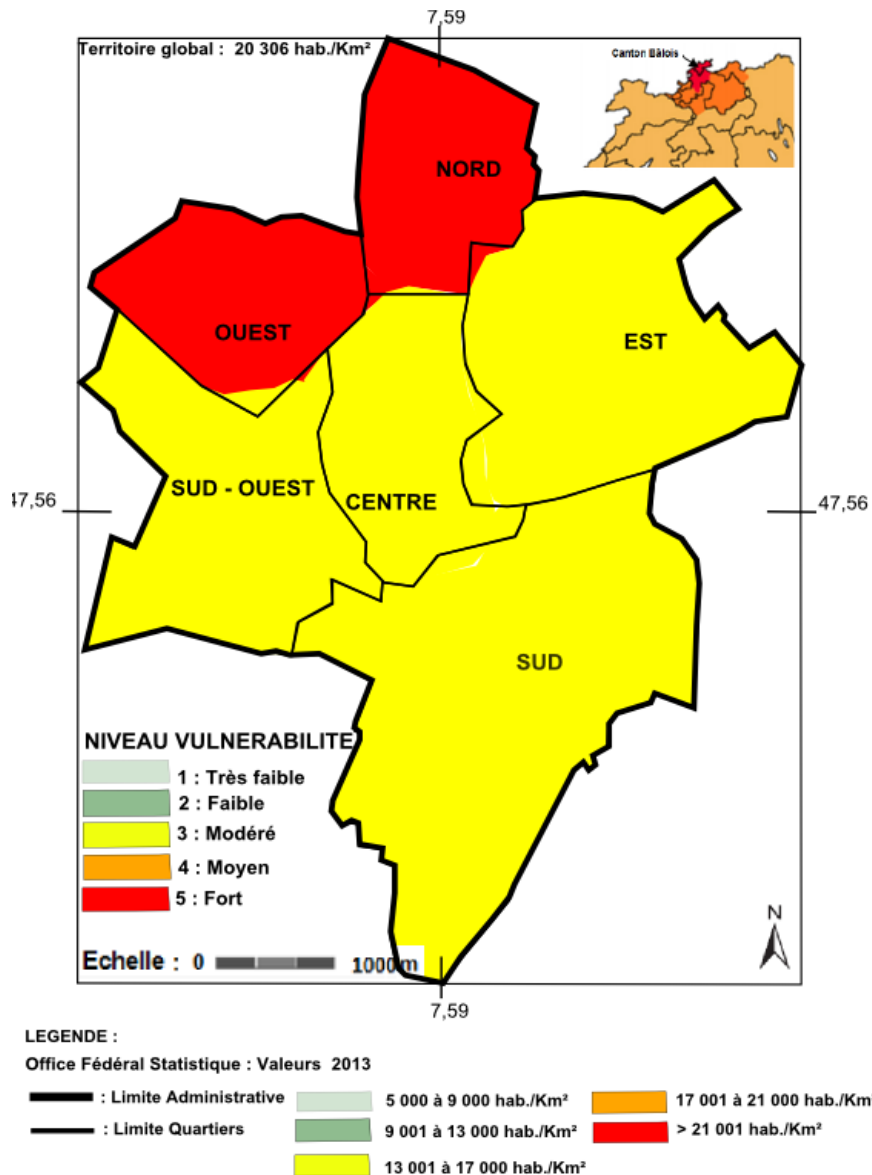 7,59
Territoire global : 20 306 hab./Km²
Canton Bâlois
NORD
OUEST
EST
47,56
SUD - OUEST
CENTRE
47,56
SUD
NIVEAU VULNERABILITE
1 : Très faible
2 : Faible
3 : Modéré
4 : Moyen
5 : Fort
N
Echelle : 0 1000m
7,59
LEGENDE :
Office Fédéral Statistique : Valeurs 2013
: Limite Administrative
: Limite Quartiers
5 000 à 9 000 hab./Km²
9 001 à 13 000 hab./Km²
13 001 à 17 000 hab./Km²
17 001 à 21 000 hab./Km²
> 21 001 hab./Km²